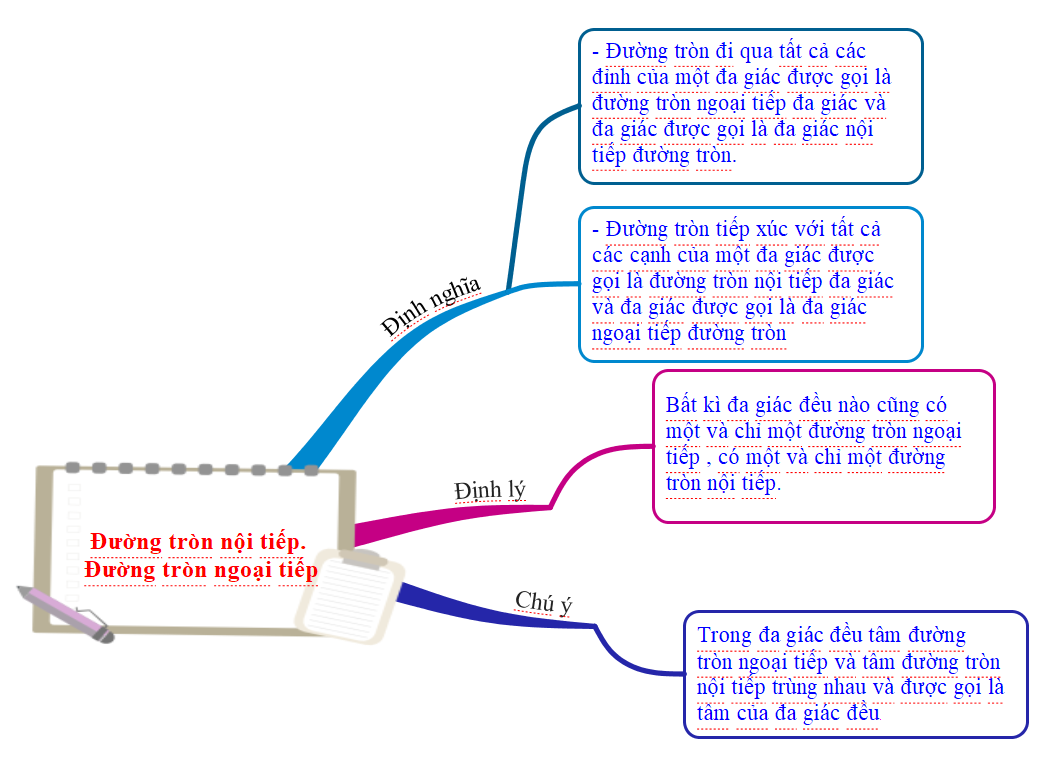 Đường tròn nội tiếp.
Đường tròn ngoại tiếp
Định nghĩa
- Đường tròn đi qua tất cả các
đỉnh của một đa giác được gọi là
đường tròn ngoại tiếp đa giác và
đa giác được gọi là đa giác nội
tiếp đường tròn.
- Đường tròn tiếp xúc với tất cả
các cạnh của một đa giác được
gọi là đường tròn nội tiếp đa giác
và đa giác được gọi là đa giác
ngoại tiếp đường tròn
Định lý
Bất kì đa giác đều nào cũng có
một và chỉ một đường tròn ngoại
tiếp , có một và chỉ một đường
tròn nội tiếp.
Chú ý
Trong đa giác đều tâm đường
tròn ngoại tiếp và tâm đường tròn
nội tiếp trùng nhau và được gọi là
tâm của đa giác đều